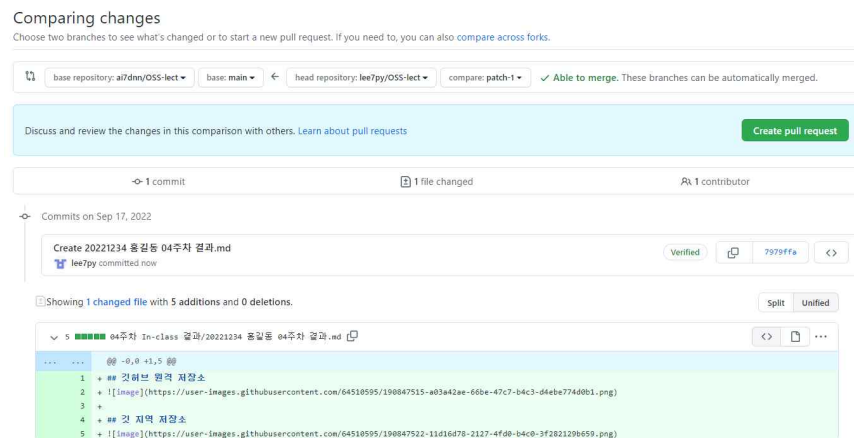 Comparing changes
Choose two branches to see what's changed or to start a new pull request. If you need to, you can also compare across forks.
base repository: ai7dnn/OSS-lect base: main head repository: lee7py/OSS-lect compare: patch-1 Able to merge. These branches can be automatically merged.
Discuss and review the changes in this comparison with others. Learn about pull requests Create pull request
1 commit 1 file changed 1 contributor
Commits on Sep 17, 2022
Create 20221234 홍길동 04주차 결과.md
lee7py committed now
Verified 7979ffa <>
Showing 1 changed file with 5 additions and 0 deletions. Split Unified
5 04주차 In-class 결과/20221234 홍길동 04주차 결과.md <> ...
... ... @@ -0,0 +1,5 @@
1 + ## 깃허브 원격 저장소
2 + ![image](https://user-images.githubusercontent.com/64510595/190847515-a03a42ae-66be-47c7-b4c3-d4ebe774d0b1.png)
3 +
4 + ## 깃 지역 저장소
5 + ![image](https://user-images.githubusercontent.com/64510595/190847522-11d16d78-2127-4fd0-b4c0-3f282129b659.png)